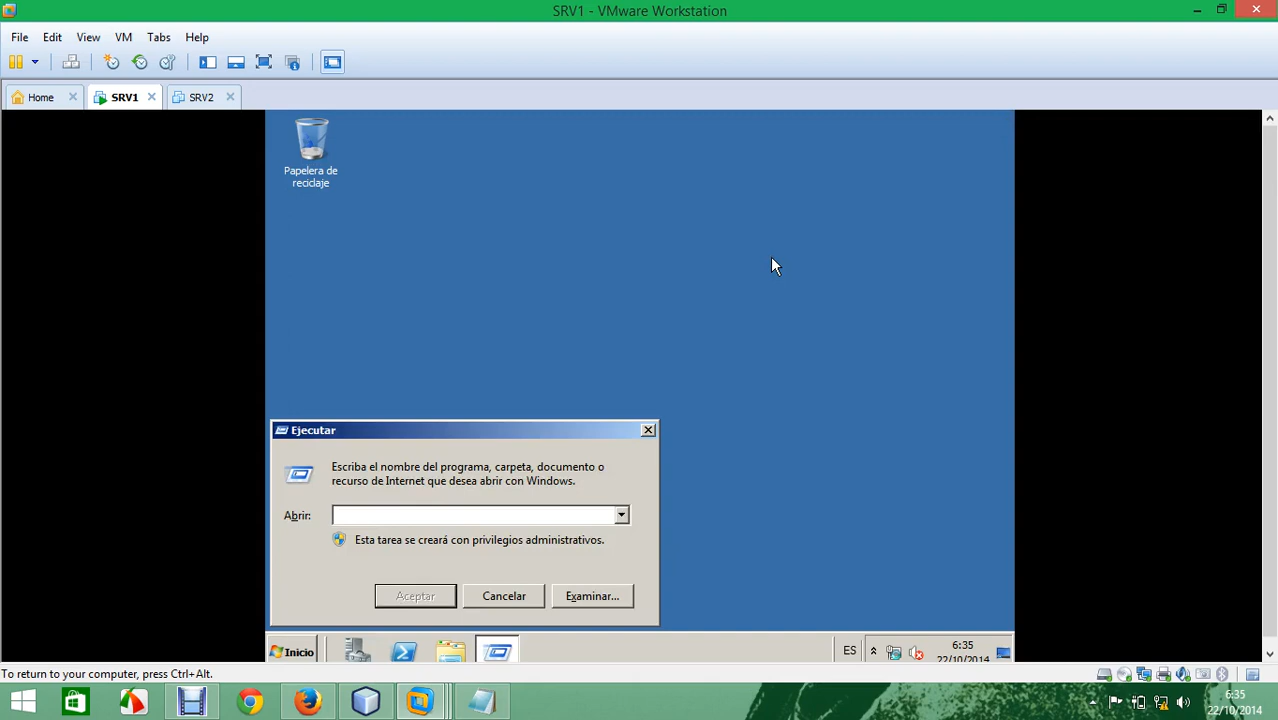 SRV1 - VMware Workstation
File Edit View VM Tabs Help
Home SRV1 SRV2
Papelera de
reciclaje
Ejecutar
Escriba el nombre del programa, carpeta, documento o
recurso de Internet que desea abrir con Windows.
Abrir:
Esta tarea se creará con privilegios administrativos.
Aceptar Cancelar Examinar...
Inicio ES 6:35
22/10/2014
To return to your computer, press Ctrl+Alt.
6:35
22/10/2014